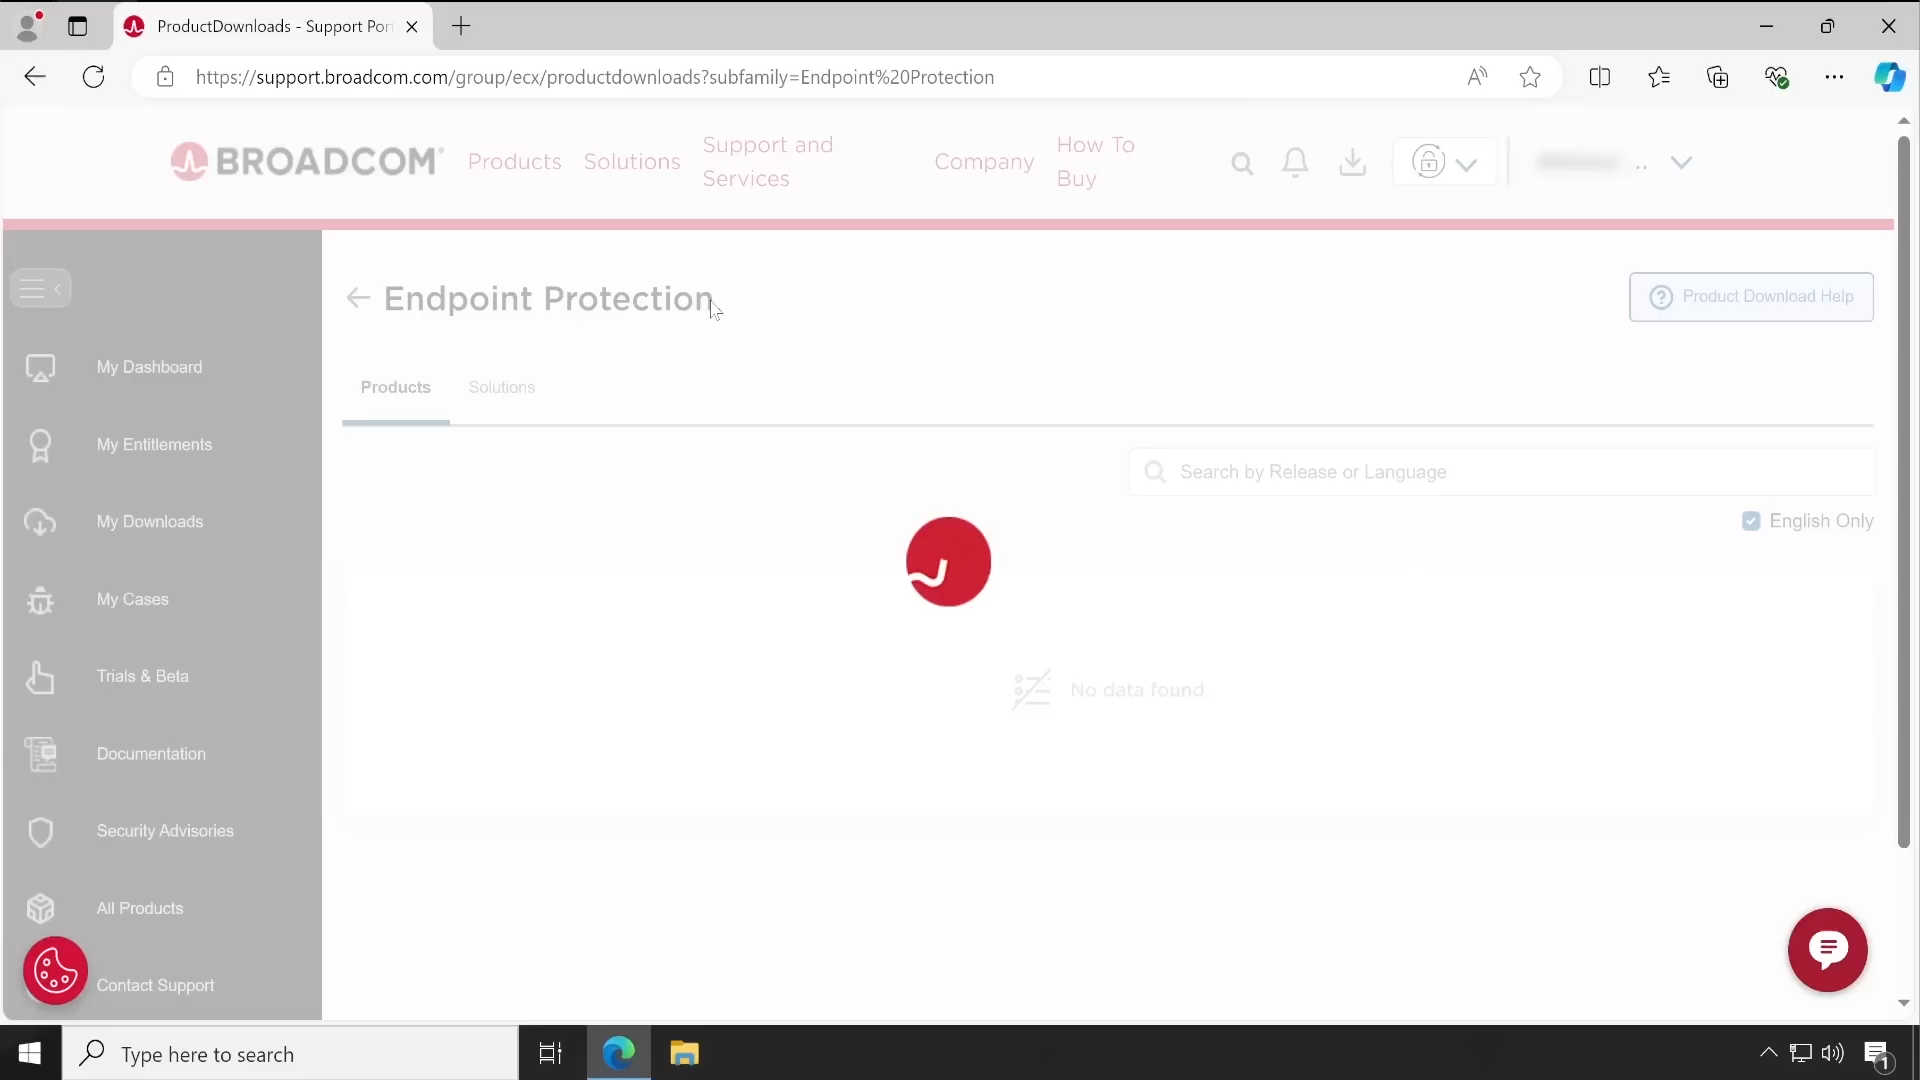 ProductDownloads - Support Por
https://support.broadcom.com/group/ecx/productdownloads?subfamily=Endpoint%20Protection
BROADCOM
Products
Solutions
Support and
Services
Company
How To
Buy
..
Endpoint Protection
Product Download Help
My Dashboard
Products
Solutions
My Entitlements
Search by Release or Language
My Downloads
English Only
My Cases
Trials & Beta
No data found
Documentation
Security Advisories
All Products
Contact Support
Type here to search
1